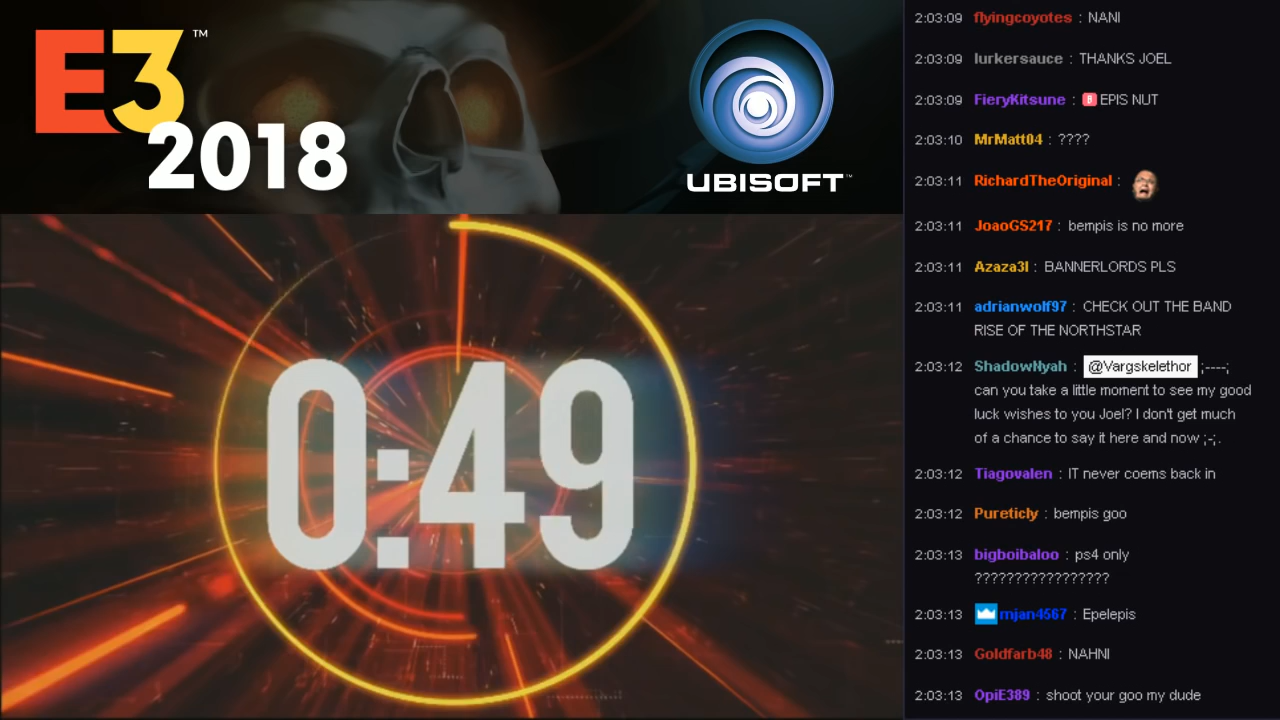 E3™
2018
UBISOFT™
0:49
2:03:09 flyingcoyotes : NANI
2:03:09 lurkersauce : THANKS JOEL
2:03:09 FieryKitsune : B EPIS NUT
2:03:10 MrMatt04 : ????
2:03:11 RichardTheOriginal :
2:03:11 JoaoGS217 : bempis is no more
2:03:11 Azaza3l : BANNERLORDS PLS
2:03:11 adrianwolf97 : CHECK OUT THE BAND
RISE OF THE NORTHSTAR
2:03:12 ShadowNyah : @Vargskelethor ;----;
can you take a little moment to see my good
luck wishes to you Joel? I don't get much
of a chance to say it here and now ;-;.
2:03:12 Tiagovalen : IT never coems back in
2:03:12 Pureticly : bempis goo
2:03:13 bigboibaloo : ps4 only
?????????????????
2:03:13 mjan4567 : Epelepis
2:03:13 Goldfarb48 : NAHNI
2:03:13 OpiE389 : shoot your goo my dude